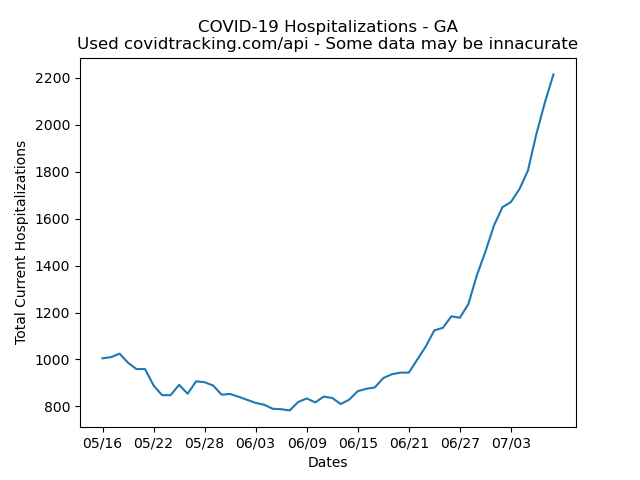 COVID-19 Hospitalizations - GA
Used covidtracking.com/api - Some data may be innacurate
2200
2000
1800
1600
1400
1200
1000
800
Total Current Hospitalizations
05/16 05/22 05/28 06/03 06/09 06/15 06/21 06/27 07/03
Dates